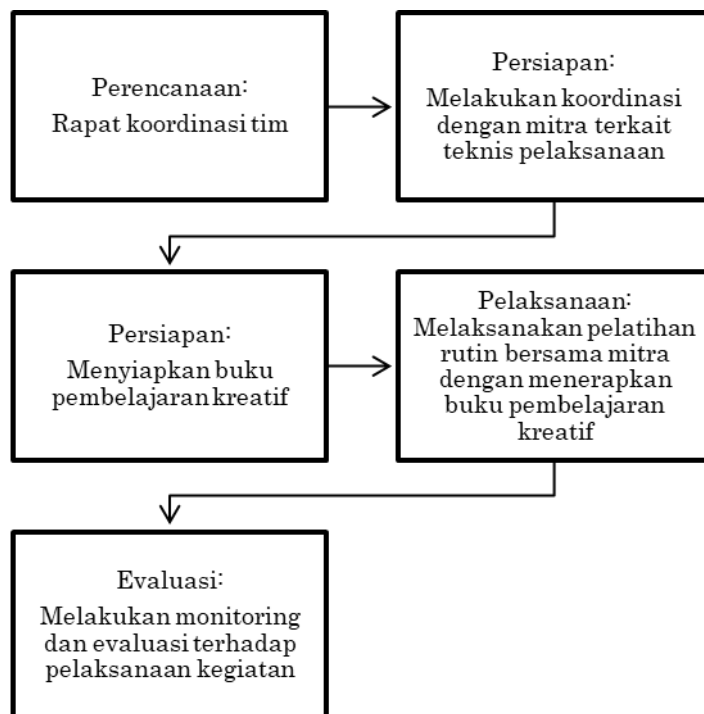 Perencanaan:
Rapat koordinasi tim
Persiapan:
Melakukan koordinasi
dengan mitra terkait
teknis pelaksanaan
Persiapan:
Menyiapkan buku
pembelajaran kreatif
Pelaksanaan:
Melaksanakan pelatihan
rutin bersama mitra
dengan menerapkan
buku pembelajaran
kreatif
Evaluasi:
Melakukan monitoring
dan evaluasi terhadap
pelaksanaan kegiatan